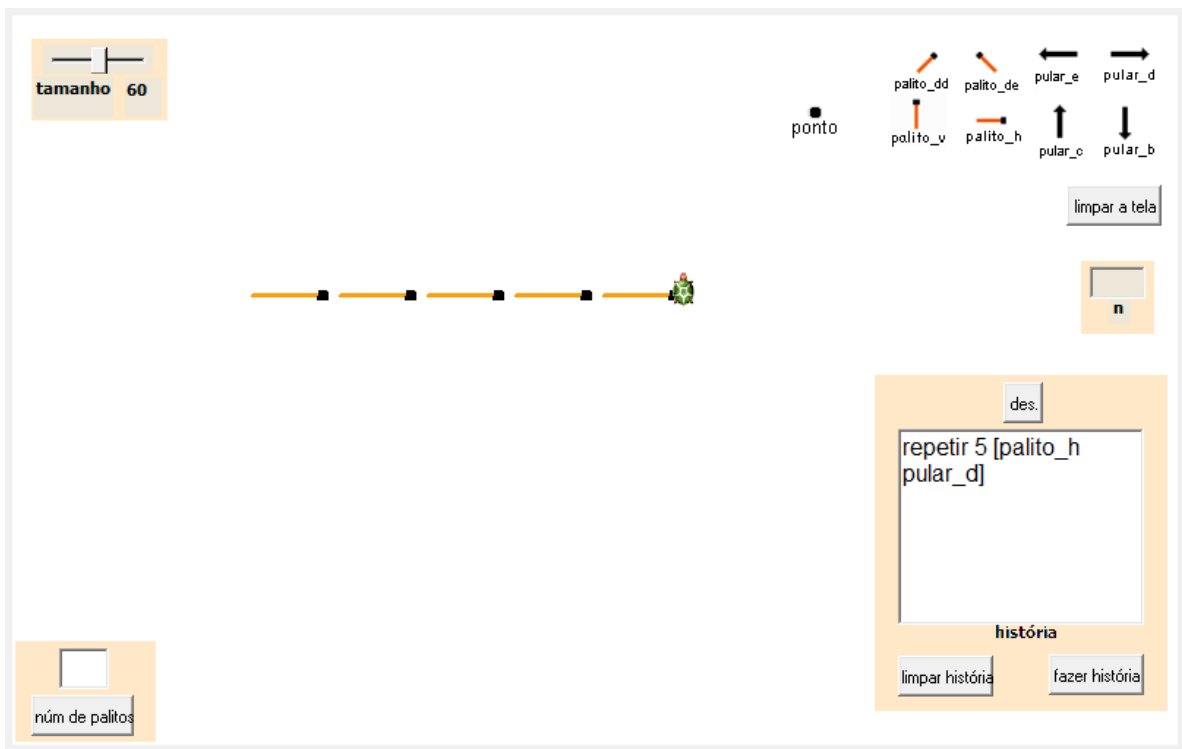 tamanho 60
ponto
palito_dd palito_de pular_e pular_d
palito_v palito_h pular_c pular_b
limpar a tela
n
des.
repetir 5 [palito_h
pular_d]
história
limpar história fazer história
núm de palitos